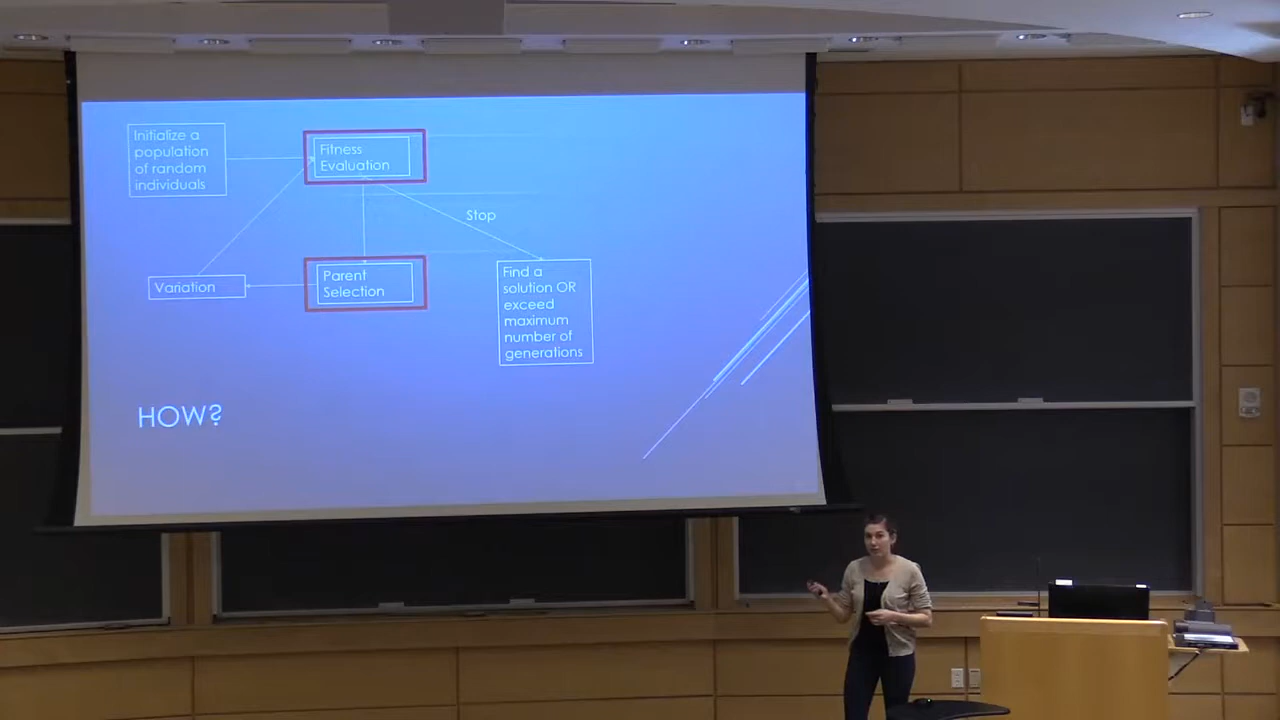 Initialize a
population
of random
individuals
Fitness
Evaluation
Stop
Variation
Parent
Selection
Find a
solution OR
exceed
maximum
number of
generations
HOW?